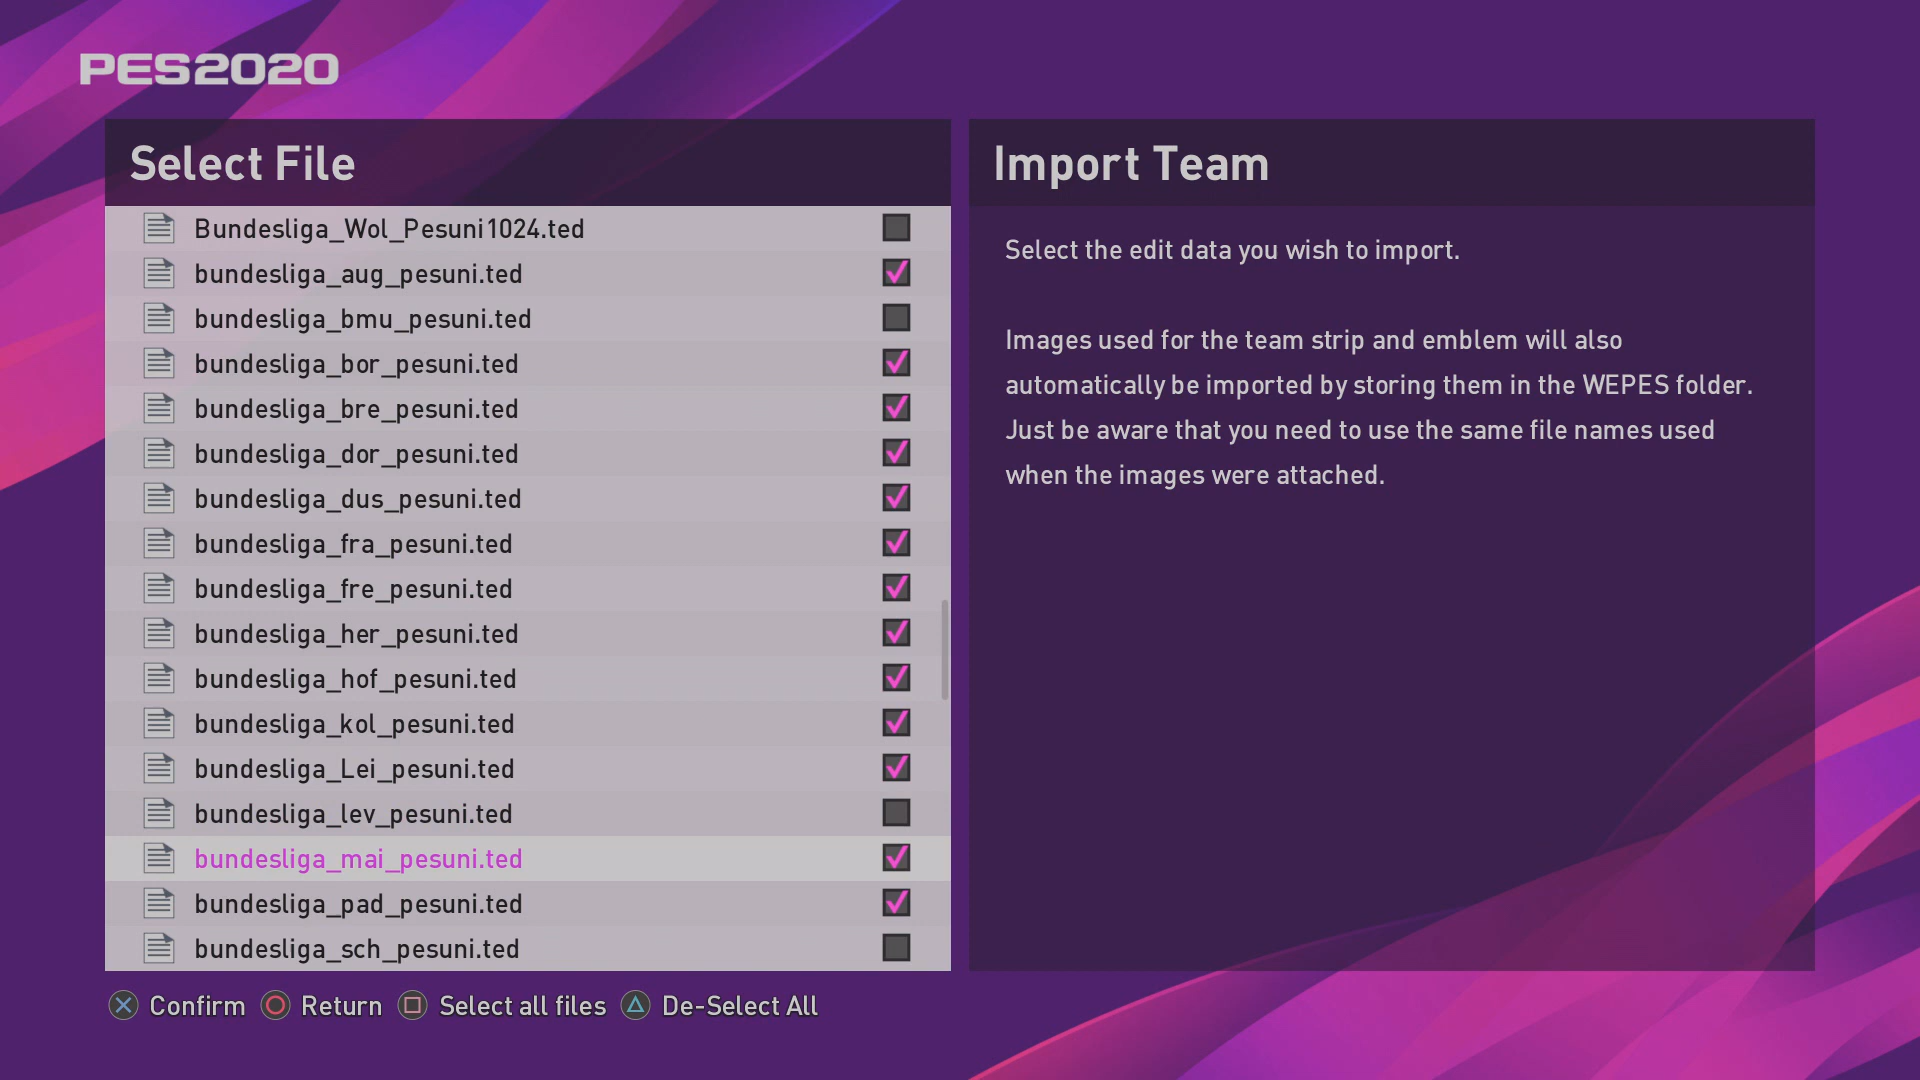 PES2020
Select File
Bundesliga_Wol_Pesuni1024.ted
bundesliga_aug_pesuni.ted
bundesliga_bmu_pesuni.ted
bundesliga_bor_pesuni.ted
bundesliga_bre_pesuni.ted
bundesliga_dor_pesuni.ted
bundesliga_dus_pesuni.ted
bundesliga_fra_pesuni.ted
bundesliga_fre_pesuni.ted
bundesliga_her_pesuni.ted
bundesliga_hof_pesuni.ted
bundesliga_kol_pesuni.ted
bundesliga_Lei_pesuni.ted
bundesliga_lev_pesuni.ted
bundesliga_mai_pesuni.ted
bundesliga_pad_pesuni.ted
bundesliga_sch_pesuni.ted
Import Team
Select the edit data you wish to import.
Images used for the team strip and emblem will also
automatically be imported by storing them in the WEPES folder.
Just be aware that you need to use the same file names used
when the images were attached.
Confirm Return Select all files De-Select All